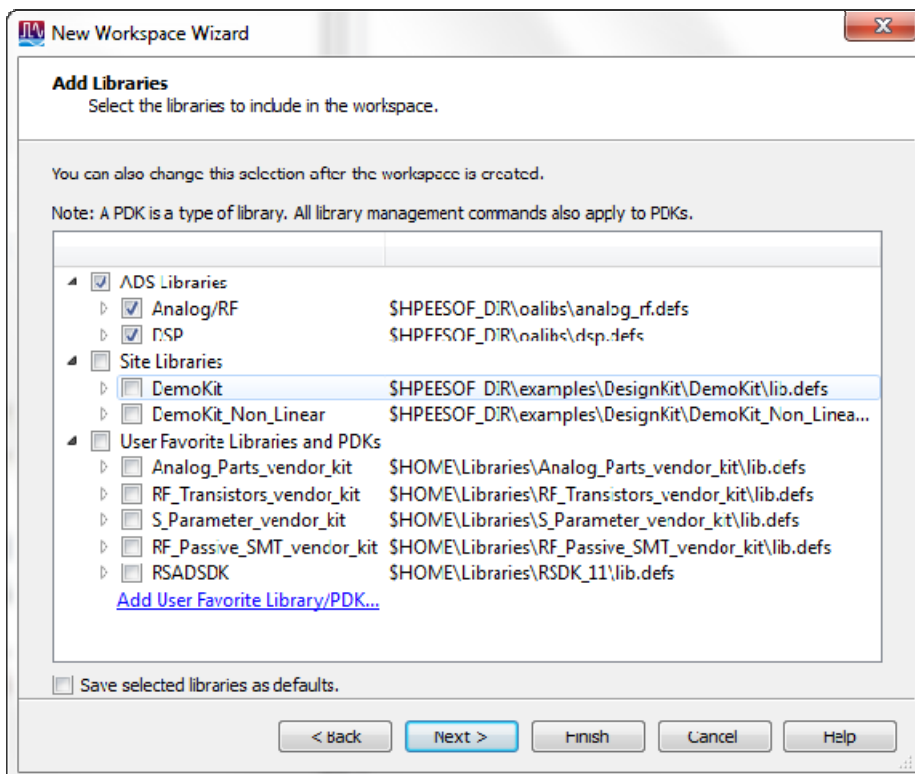 New Workspace Wizard
Add Libraries
Select the libraries to include in the workspace.
You can also change this selection after the workspace is created.
Note: A PDK is a type of library. All library management commands also apply to PDKs.
ADS Libraries
Analog/RF $HPEESOF_DIR\oalibs\analog_rf.defs
DSP $HPEESOF_DIR\oalibs\dsp.defs
Site Libraries
DemoKit $HPEESOF_DIR\examples\DesignKit\DemoKit\lib.defs
DemoKit_Non_Linear $HPEESOF_DIR\examples\DesignKit\DemoKit_Non_Linea...
User Favorite Libraries and PDKs
Analog_Parts_vendor_kit $HOME\Libraries\Analog_Parts_vendor_kit\lib.defs
RF_Transistors_vendor_kit $HOME\Libraries\RF_Transistors_vendor_kit\lib.defs
S_Parameter_vendor_kit $HOME\Libraries\S_Parameter_vendor_kit\lib.defs
RF_Passive_SMT_vendor_kit $HOME\Libraries\RF_Passive_SMT_vendor_kit\lib.defs
RSADSDK $HOME\Libraries\RSDK_11\lib.defs
Add User Favorite Library/PDK...
Save selected libraries as defaults.
< Back Next > Finish Cancel Help